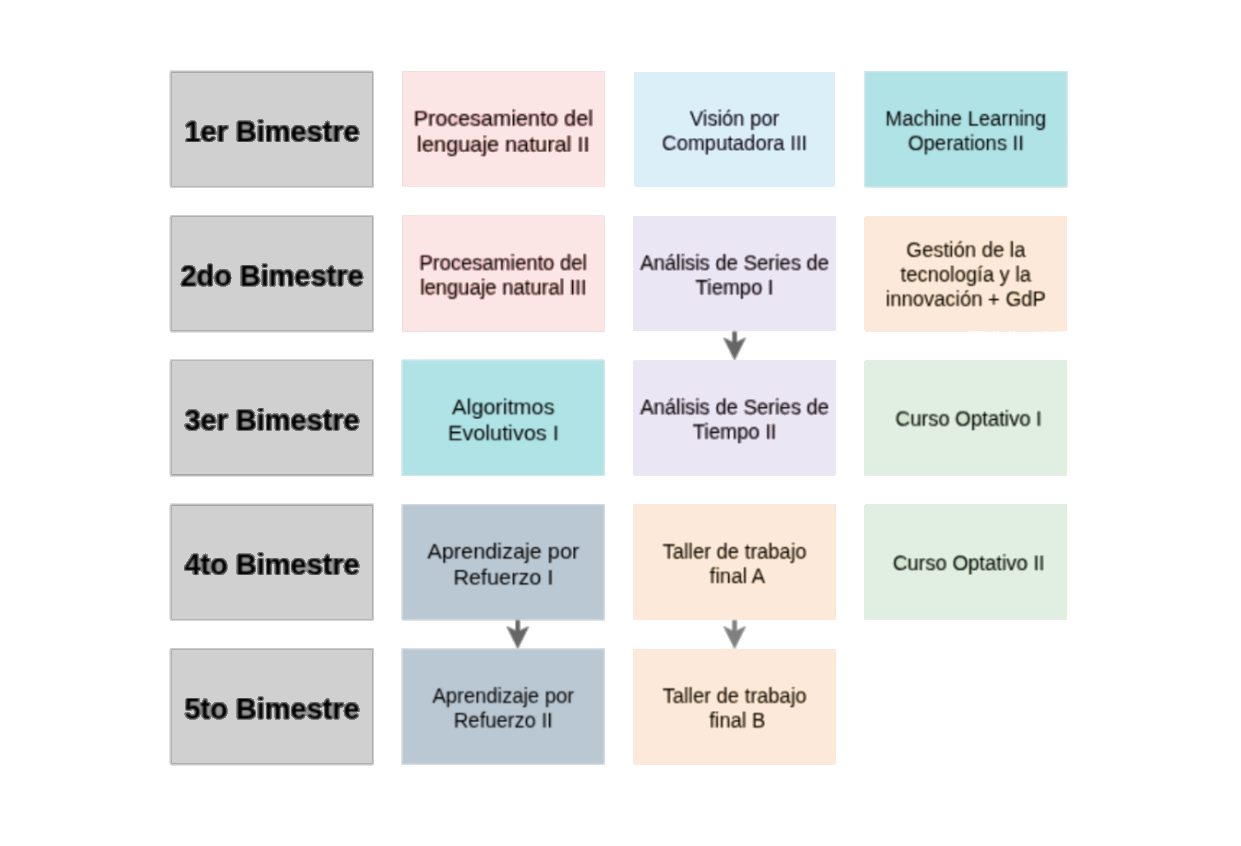 1er Bimestre
Procesamiento del
lenguaje natural II
Visión por
Computadora III
Machine Learning
Operations II
2do Bimestre
Procesamiento del
lenguaje natural III
Análisis de Series de
Tiempo I
Gestión de la
tecnología y la
innovación + GdP
3er Bimestre
Algoritmos
Evolutivos I
Análisis de Series de
Tiempo II
Curso Optativo I
4to Bimestre
Aprendizaje por
Refuerzo I
Taller de trabajo
final A
Curso Optativo II
5to Bimestre
Aprendizaje por
Refuerzo II
Taller de trabajo
final B